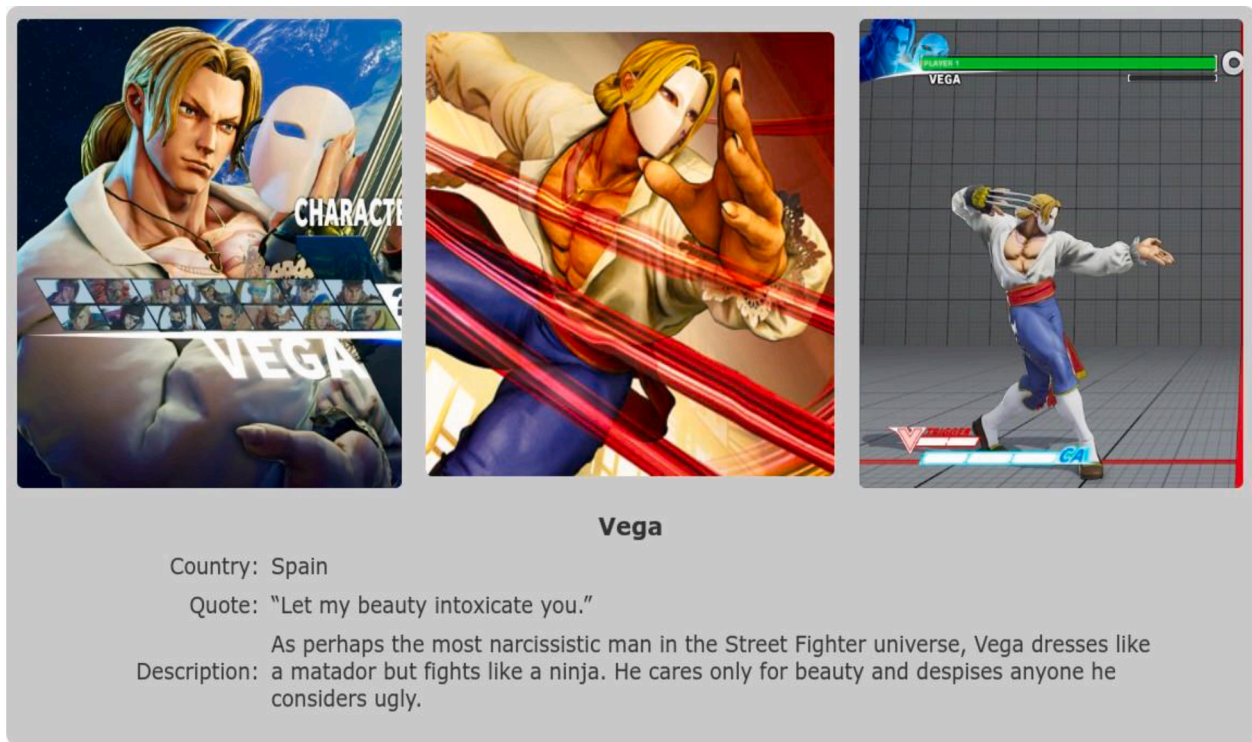 CHARACTE
VEGA
PLAYER 1
VEGA
V TRIGGER
CA
Vega
Country: Spain
Quote: “Let my beauty intoxicate you.”
As perhaps the most narcissistic man in the Street Fighter universe, Vega dresses like
Description: a matador but fights like a ninja. He cares only for beauty and despises anyone he
considers ugly.